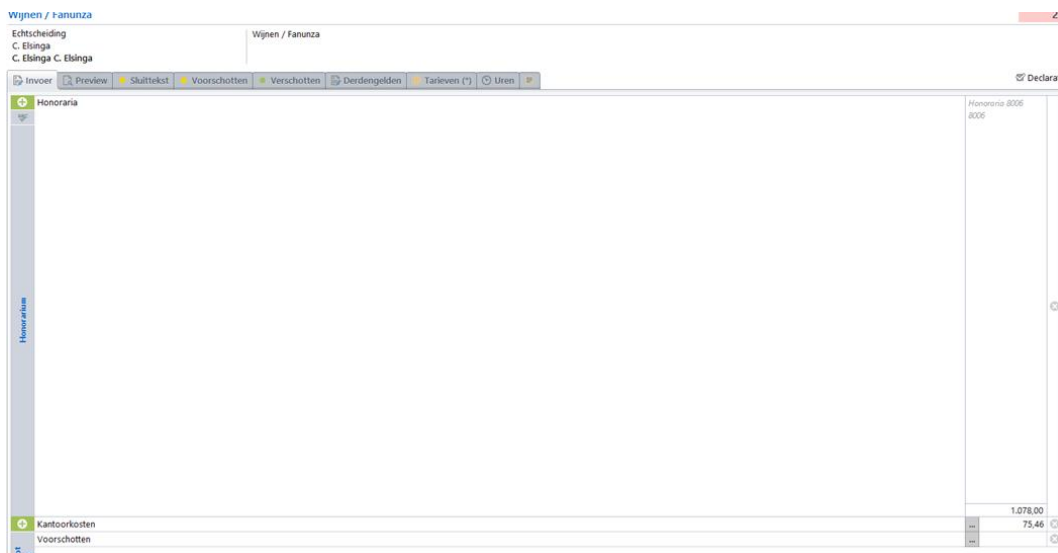 Wijnen / Fanunza
2
Echtscheiding
Wijnen / Fanunza
C. Elsinga
C. Elsinga C. Elsinga
Invoer Preview Sluittekst Voorschotten Verschotten Derdengelden Tarieven (*) Uren
Declara
Honoraria
Honoraria 8006
8006
Honorarium
1.078,00
Kantoorkosten ... 75,46
Voorschotten ...